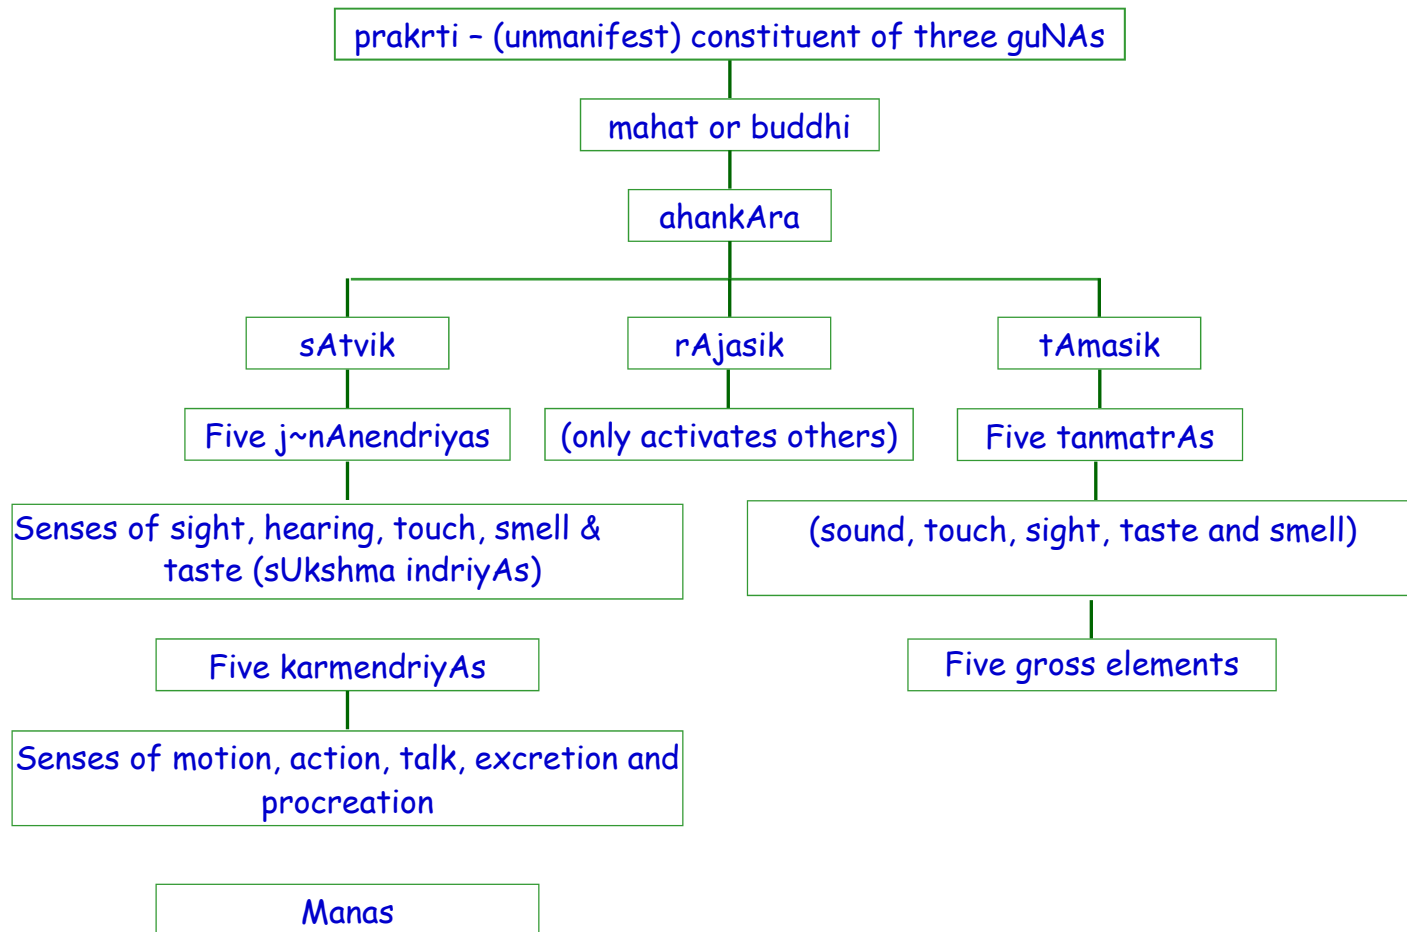 prakrti – (unmanifest) constituent of three guNAs
mahat or buddhi
ahankAra
sAtvik
rAjasik
tAmasik
Five j~nAnendriyas
(only activates others)
Five tanmatrAs
Senses of sight, hearing, touch, smell &
taste (sUkshma indriyAs)
(sound, touch, sight, taste and smell)
Five karmendriyAs
Five gross elements
Senses of motion, action, talk, excretion and
procreation
Manas